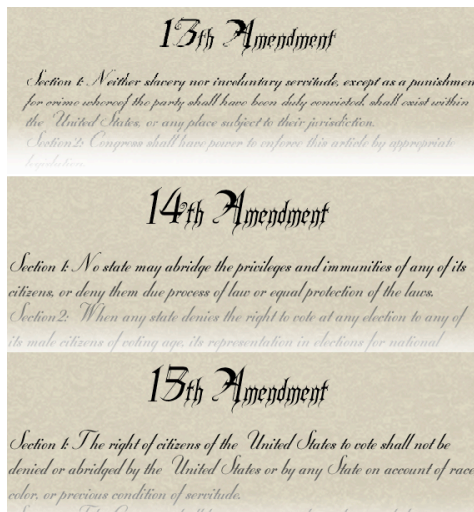 13th Amendment
Section 1: Neither slavery nor involuntary servitude, except as a punishmen
for crime whereof the party shall have been duly convicted, shall exist within
the United States, or any place subject to their jurisdiction.
Section 2: Congress shall have power to enforce this article by appropriate
legislation.
14th Amendment
Section 1: No state may abridge the privileges and immunities of any of its
citizens, or deny them due process of law or equal protection of the laws.
Section 2: When any state denies the right to vote at any election to any of
its male citizens of voting age, its representation in elections for national
15th Amendment
Section 1: The right of citizens of the United States to vote shall not be
denied or abridged by the United States or by any State on account of race
color, or precious condition of servitude.